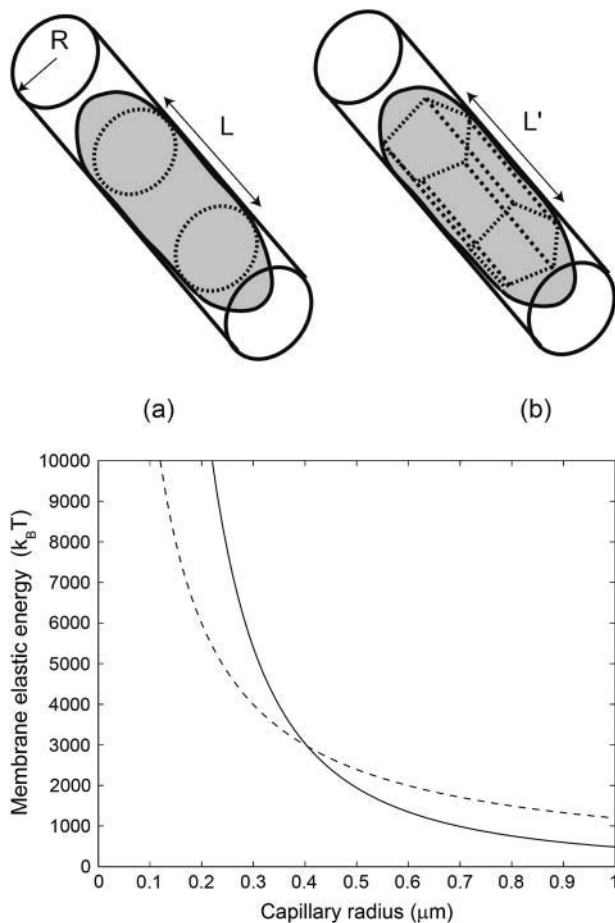 R
L
L'
(a)
(b)
10000
9000
8000
7000
6000
5000
4000
3000
2000
1000
0
Membrane elastic energy (k_BT)
0 0.1 0.2 0.3 0.4 0.5 0.6 0.7 0.8 0.9 1
Capillary radius (μm)